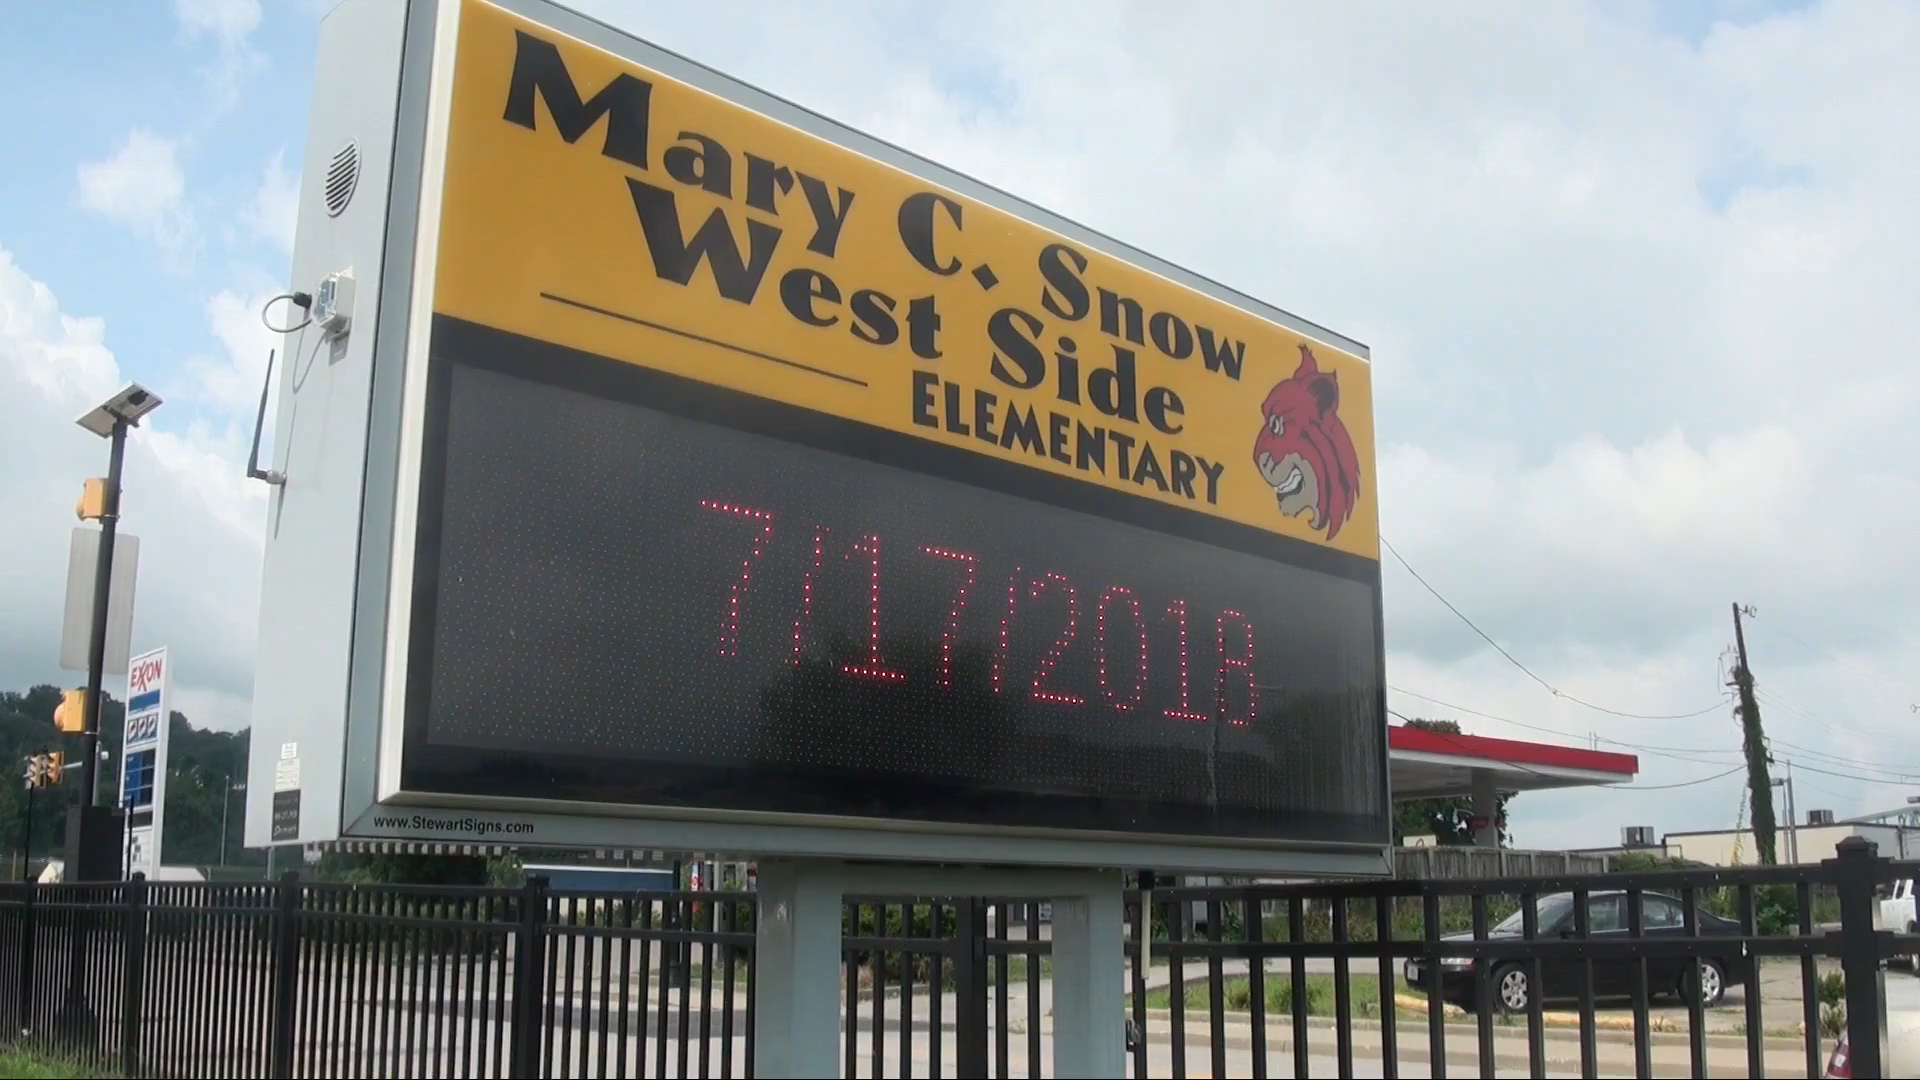 Mary C. Snow
West Side
ELEMENTARY
7/17/2018
www.StewartSigns.com
EXXON